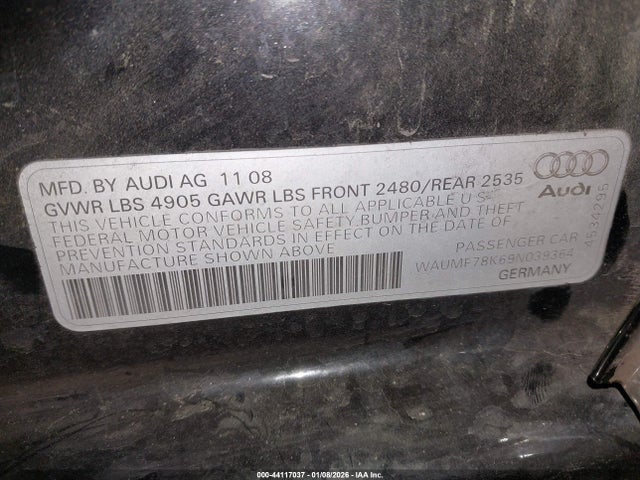 MFD. BY AUDI AG 11 08
GVWR LBS 4905 GAWR LBS FRONT 2480/REAR 2535
THIS VEHICLE CONFORMS TO ALL APPLICABLE U.S.
FEDERAL MOTOR VEHICLE SAFETY BUMPER AND THEFT
PREVENTION STANDARDS IN EFFECT ON THE DATE OF
MANUFACTURE SHOWN ABOVE
Audi
PASSENGER CAR
WAUMF78K69N039364
GERMANY
4534295
000-44117037 - 01/08/2026 - © IAA Inc.